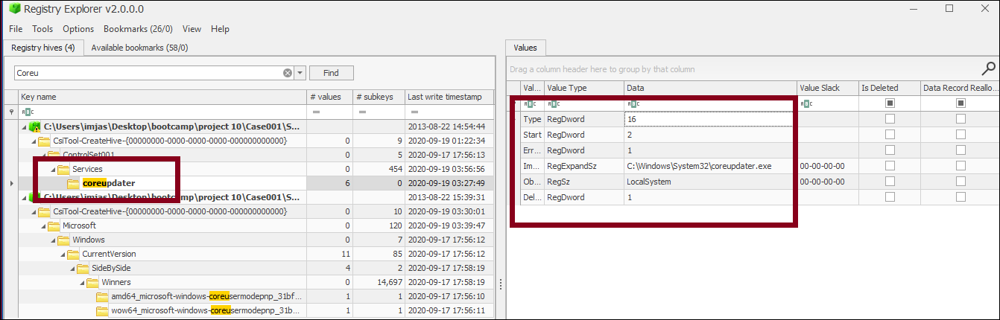 Registry Explorer v2.0.0.0
File Tools Options Bookmarks (26/0) View Help
Registry hives (4) Available bookmarks (58/0)
Coreu Find
Key name # values # subkeys Last write timestamp
ABC = = ABC
C:\Users\imjas\Desktop\bootcamp\project 10\Case001\S... 2013-08-22 14:54:44
CsiTool-CreateHive-{00000000-0000-0000-0000-000000000000} 0 9 2020-09-19 01:22:34
ControlSet001 0 5 2020-09-17 17:56:13
Services 0 454 2020-09-19 03:56:56
coreupdater 6 0 2020-09-19 03:27:49
C:\Users\imjas\Desktop\bootcamp\project 10\Case001\S... 2013-08-22 15:39:31
CsiTool-CreateHive-{00000000-0000-0000-0000-000000000000} 0 10 2020-09-19 03:30:01
Microsoft 0 120 2020-09-19 03:39:47
Windows 0 7 2020-09-17 17:56:12
CurrentVersion 11 85 2020-09-17 17:56:12
SideBySide 4 2 2020-09-17 17:58:19
Winners 0 14,697 2020-09-17 17:58:19
amd64_microsoft-windows-coreusermodepnp_31bf... 1 1 2020-09-17 17:56:10
wow64_microsoft-windows-coreusermodepnp_31b... 1 1 2020-09-17 17:56:11
Values
Drag a column header here to group by that column
Val... Value Type Data Value Slack Is Deleted Data Record Reallo...
ABC ABC ABC ABC
Type RegDword 16
Start RegDword 2
Err... RegDword 1
Im... RegExpandSz C:\Windows\System32\coreupdater.exe 00-00-00-00
Ob... RegSz LocalSystem 00-00-00-00
Del... RegDword 1